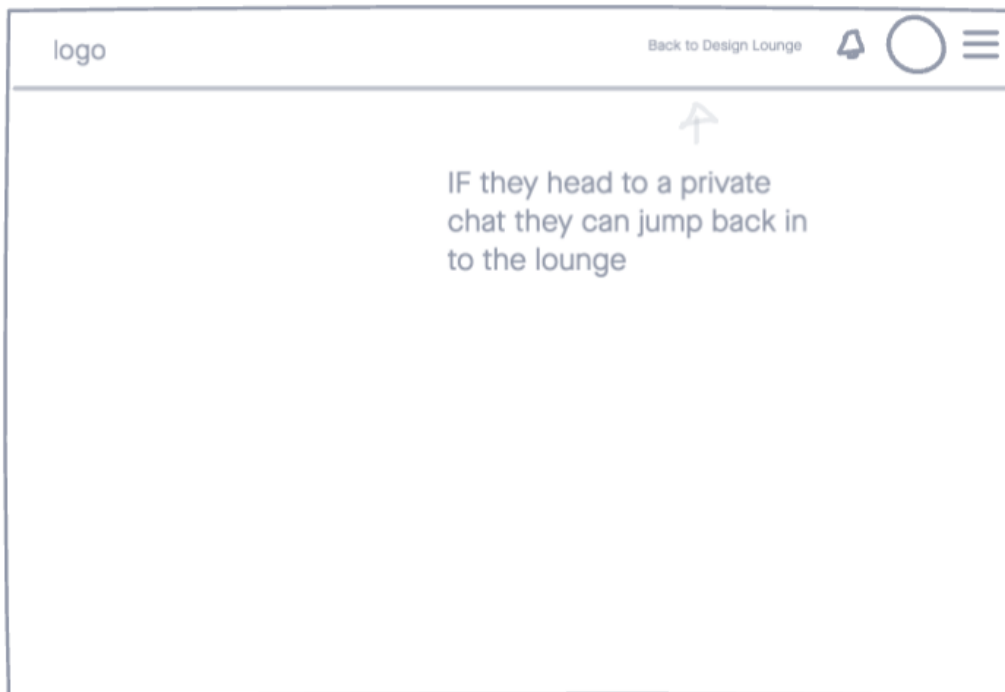 logo
Back to Design Lounge
IF they head to a private
chat they can jump back in
to the lounge